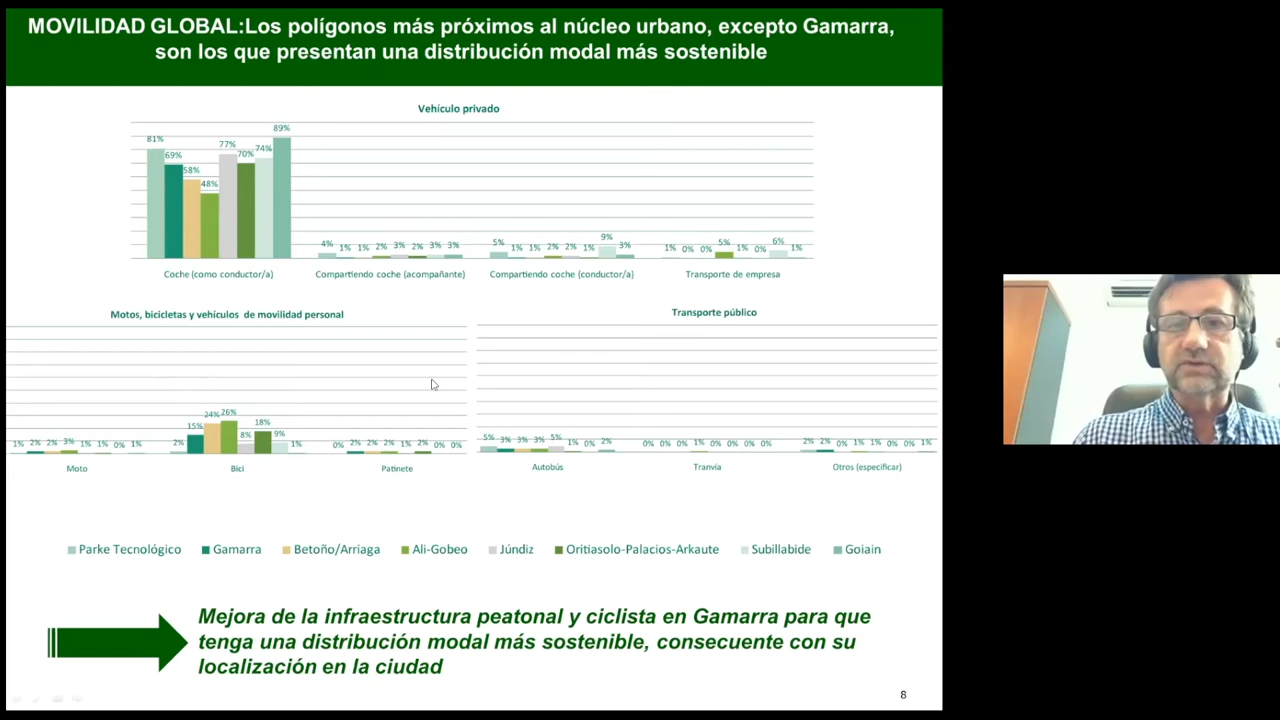 MOVILIDAD GLOBAL:Los polígonos más próximos al núcleo urbano, excepto Gamarra,
son los que presentan una distribución modal más sostenible
Vehículo privado
81% 69% 58% 48% 77% 70% 74% 89%
4% 1% 1% 2% 3% 2% 3% 3%
5% 1% 1% 2% 2% 1% 9% 3%
1% 0% 0% 5% 1% 0% 6% 1%
Coche (como conductor/a) Compartiendo coche (acompañante) Compartiendo coche (conductor/a) Transporte de empresa
Motos, bicicletas y vehículos de movilidad personal
1% 2% 2% 3% 1% 1% 0% 1%
2% 15% 24% 26% 8% 18% 9% 1%
0% 2% 2% 2% 1% 2% 0% 0%
Moto Bici Patinete
Transporte público
5% 3% 3% 3% 5% 1% 0% 2%
0% 0% 0% 1% 0% 0% 0% 0%
2% 2% 0% 1% 1% 0% 0% 1%
Autobús Tranvía Otros (especificar)
Parke Tecnológico Gamarra Betoño/Arriaga Ali-Gobeo Júndiz Oritiasolo-Palacios-Arkaute Subillabide Goiain
Mejora de la infraestructura peatonal y ciclista en Gamarra para que
tenga una distribución modal más sostenible, consecuente con su
localización en la ciudad
8